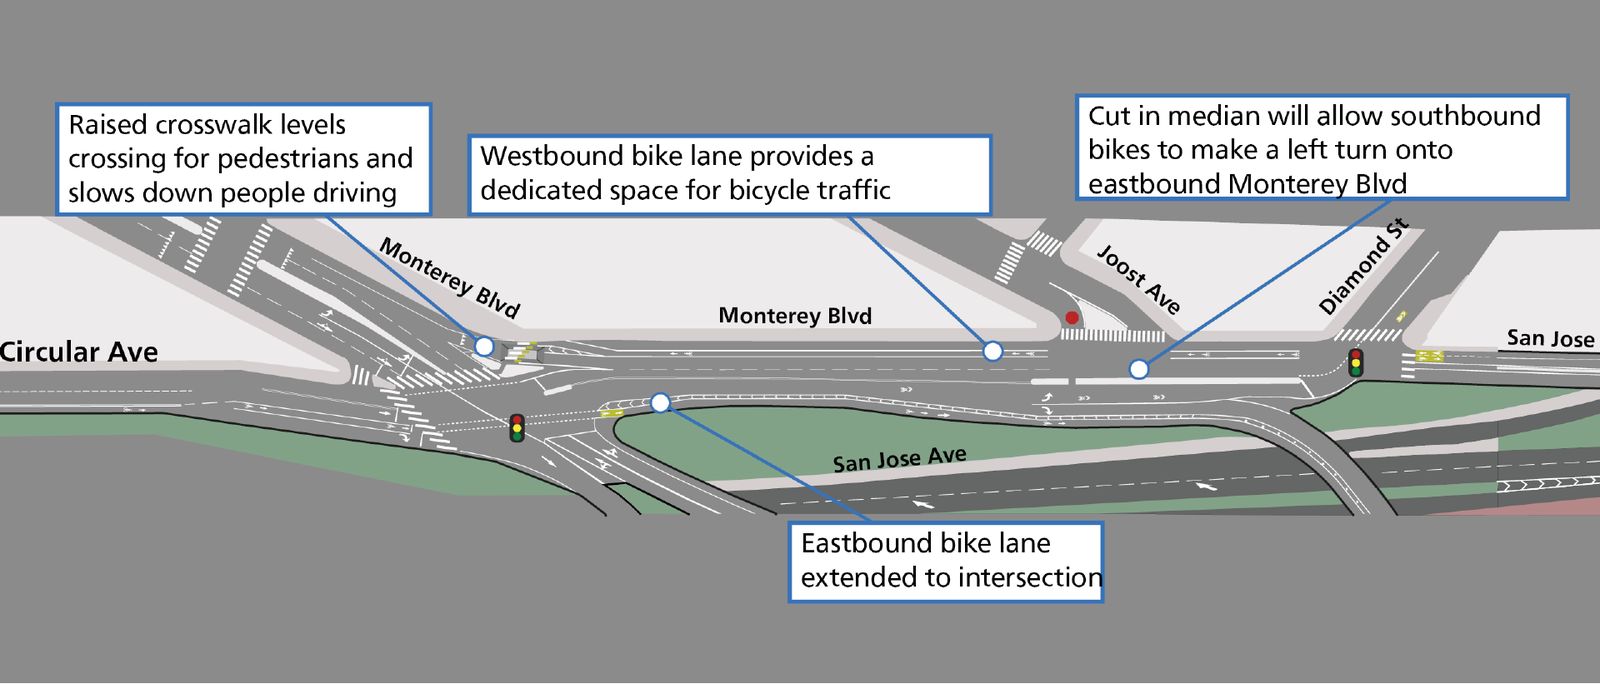 Raised crosswalk levels
crossing for pedestrians and
slows down people driving
Westbound bike lane provides a
dedicated space for bicycle traffic
Cut in median will allow southbound
bikes to make a left turn onto
eastbound Monterey Blvd
Monterey Blvd
Monterey Blvd
Joost Ave
Diamond St
San Jose
Circular Ave
San Jose Ave
Eastbound bike lane
extended to intersection